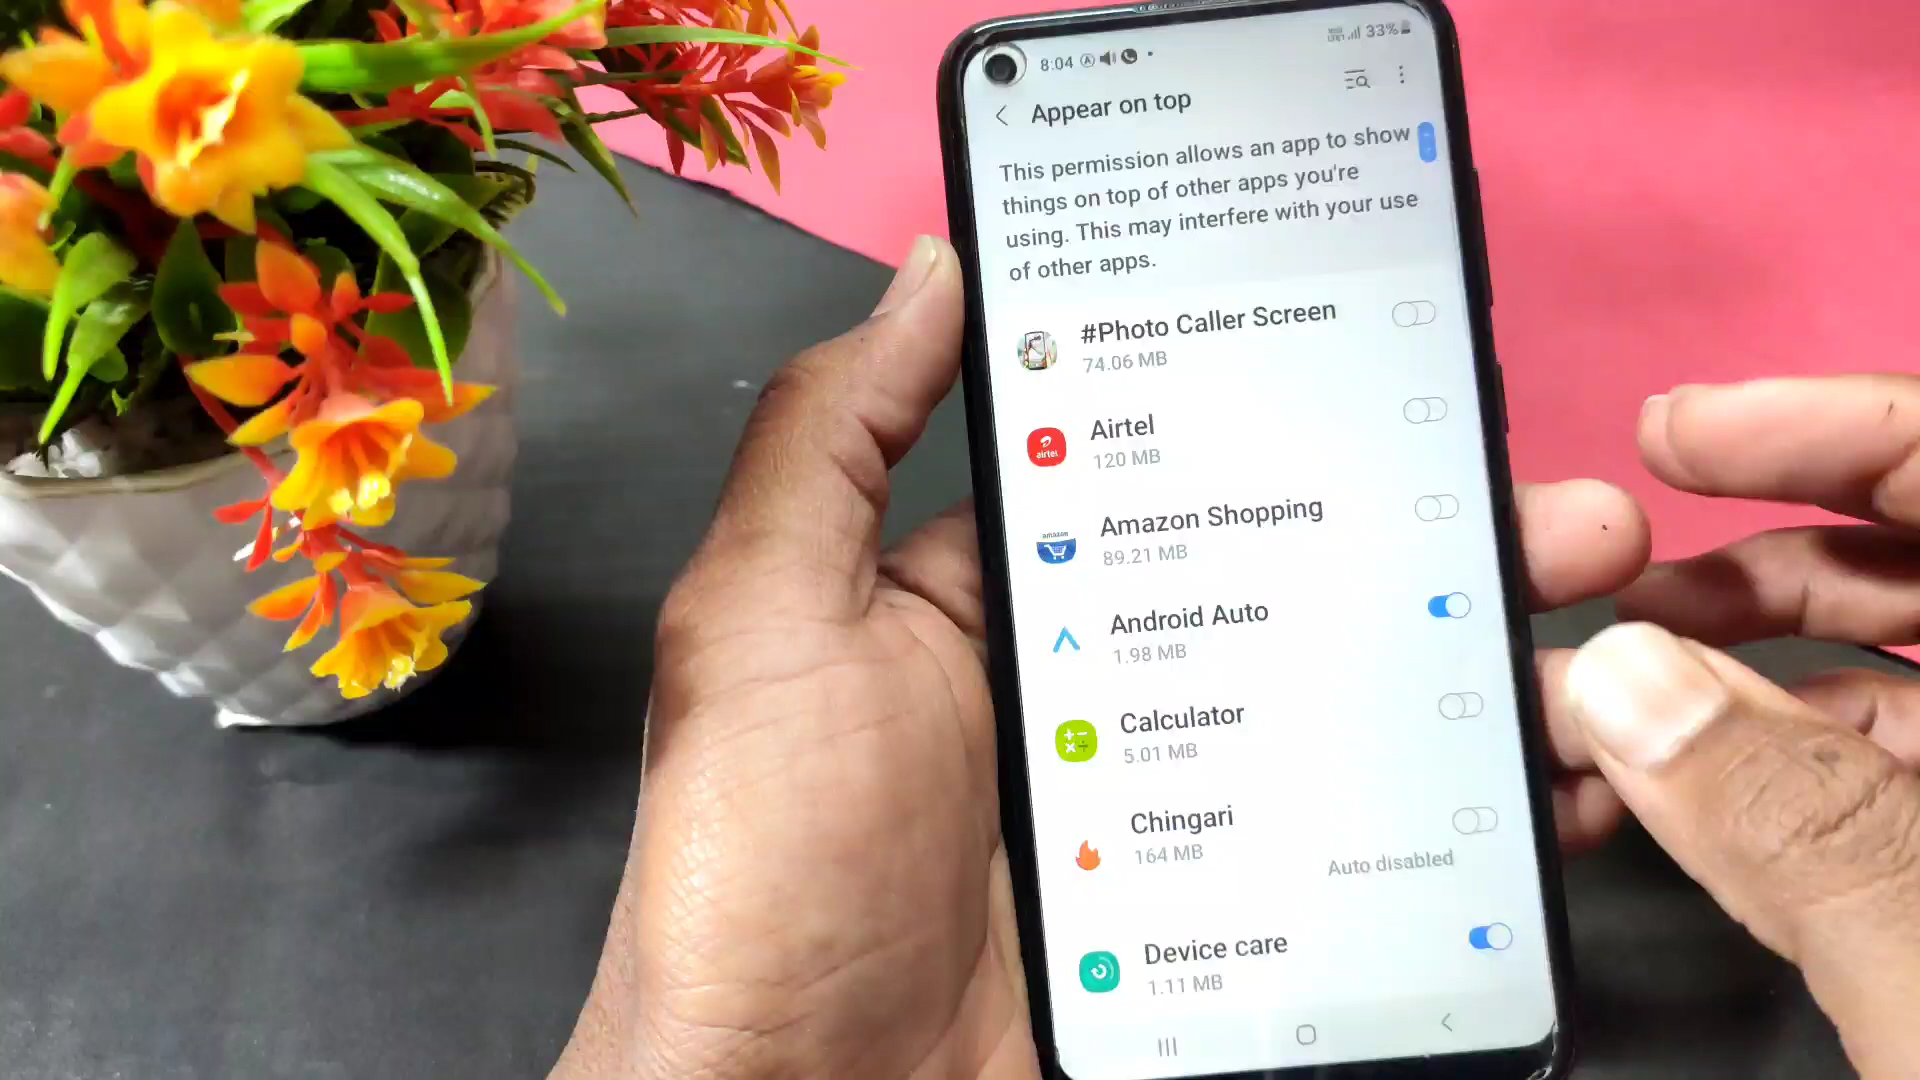 8:04
33%
Appear on top
This permission allows an app to show
things on top of other apps you're
using. This may interfere with your use
of other apps.
#Photo Caller Screen
74.06 MB
airtel
Airtel
120 MB
amazon
Amazon Shopping
89.21 MB
Android Auto
1.98 MB
Calculator
5.01 MB
Chingari
164 MB
Auto disabled
Device care
1.11 MB